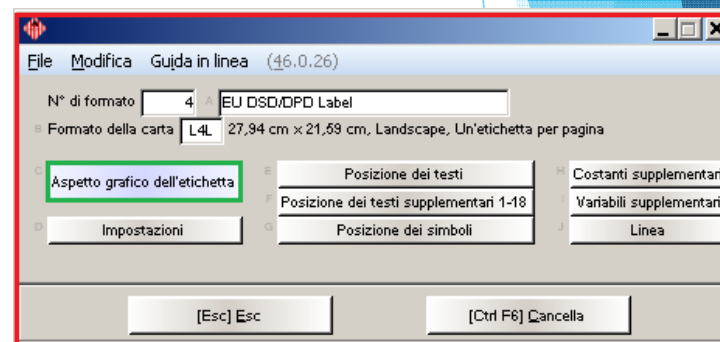 File Modifica Guida in linea (46.0.26)
N° di formato 4 A EU DSD/DPD Label
B Formato della carta L4L 27,94 cm x 21,59 cm, Landscape, Un'etichetta per pagina
C Aspetto grafico dell'etichetta E Posizione dei testi H Costanti supplementari
F Posizione dei testi supplementari 1-18 I Variabili supplementari
D Impostazioni G Posizione dei simboli J Linea
[Esc] Esc [Ctrl F6] Cancella